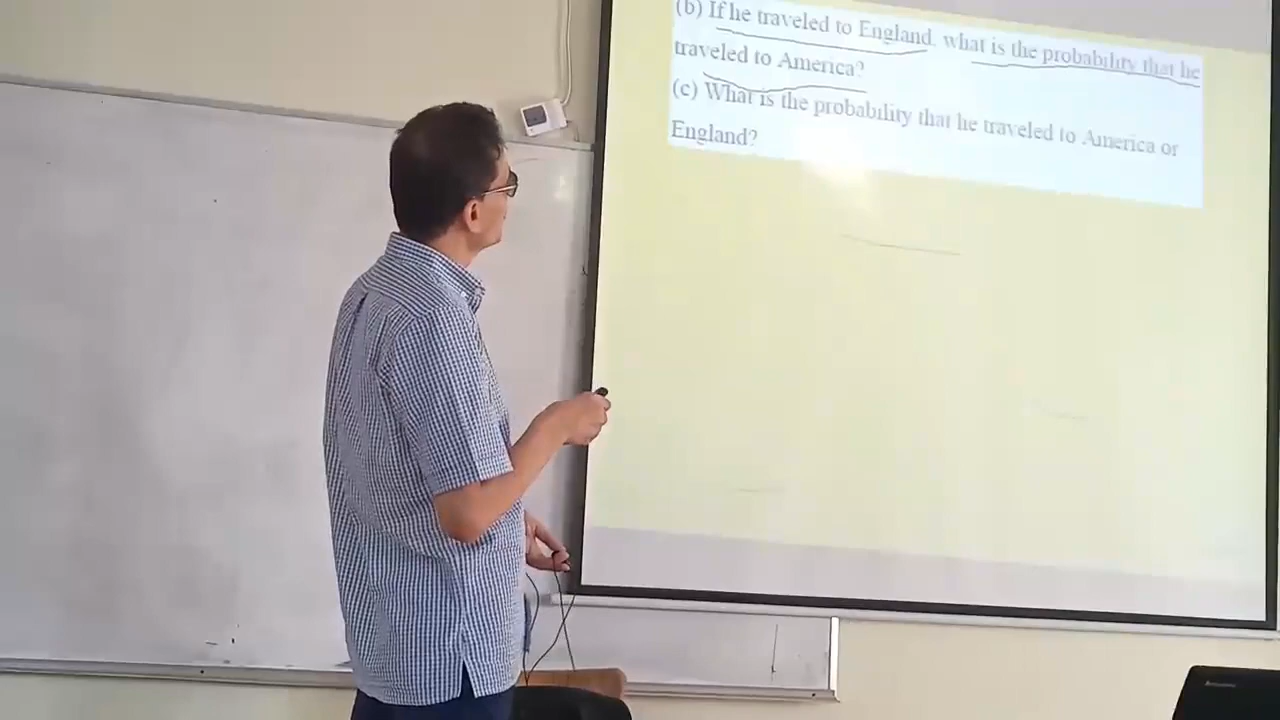 (b) If he traveled to England, what is the probability that he
traveled to America?
(c) What is the probability that he traveled to America or
England?